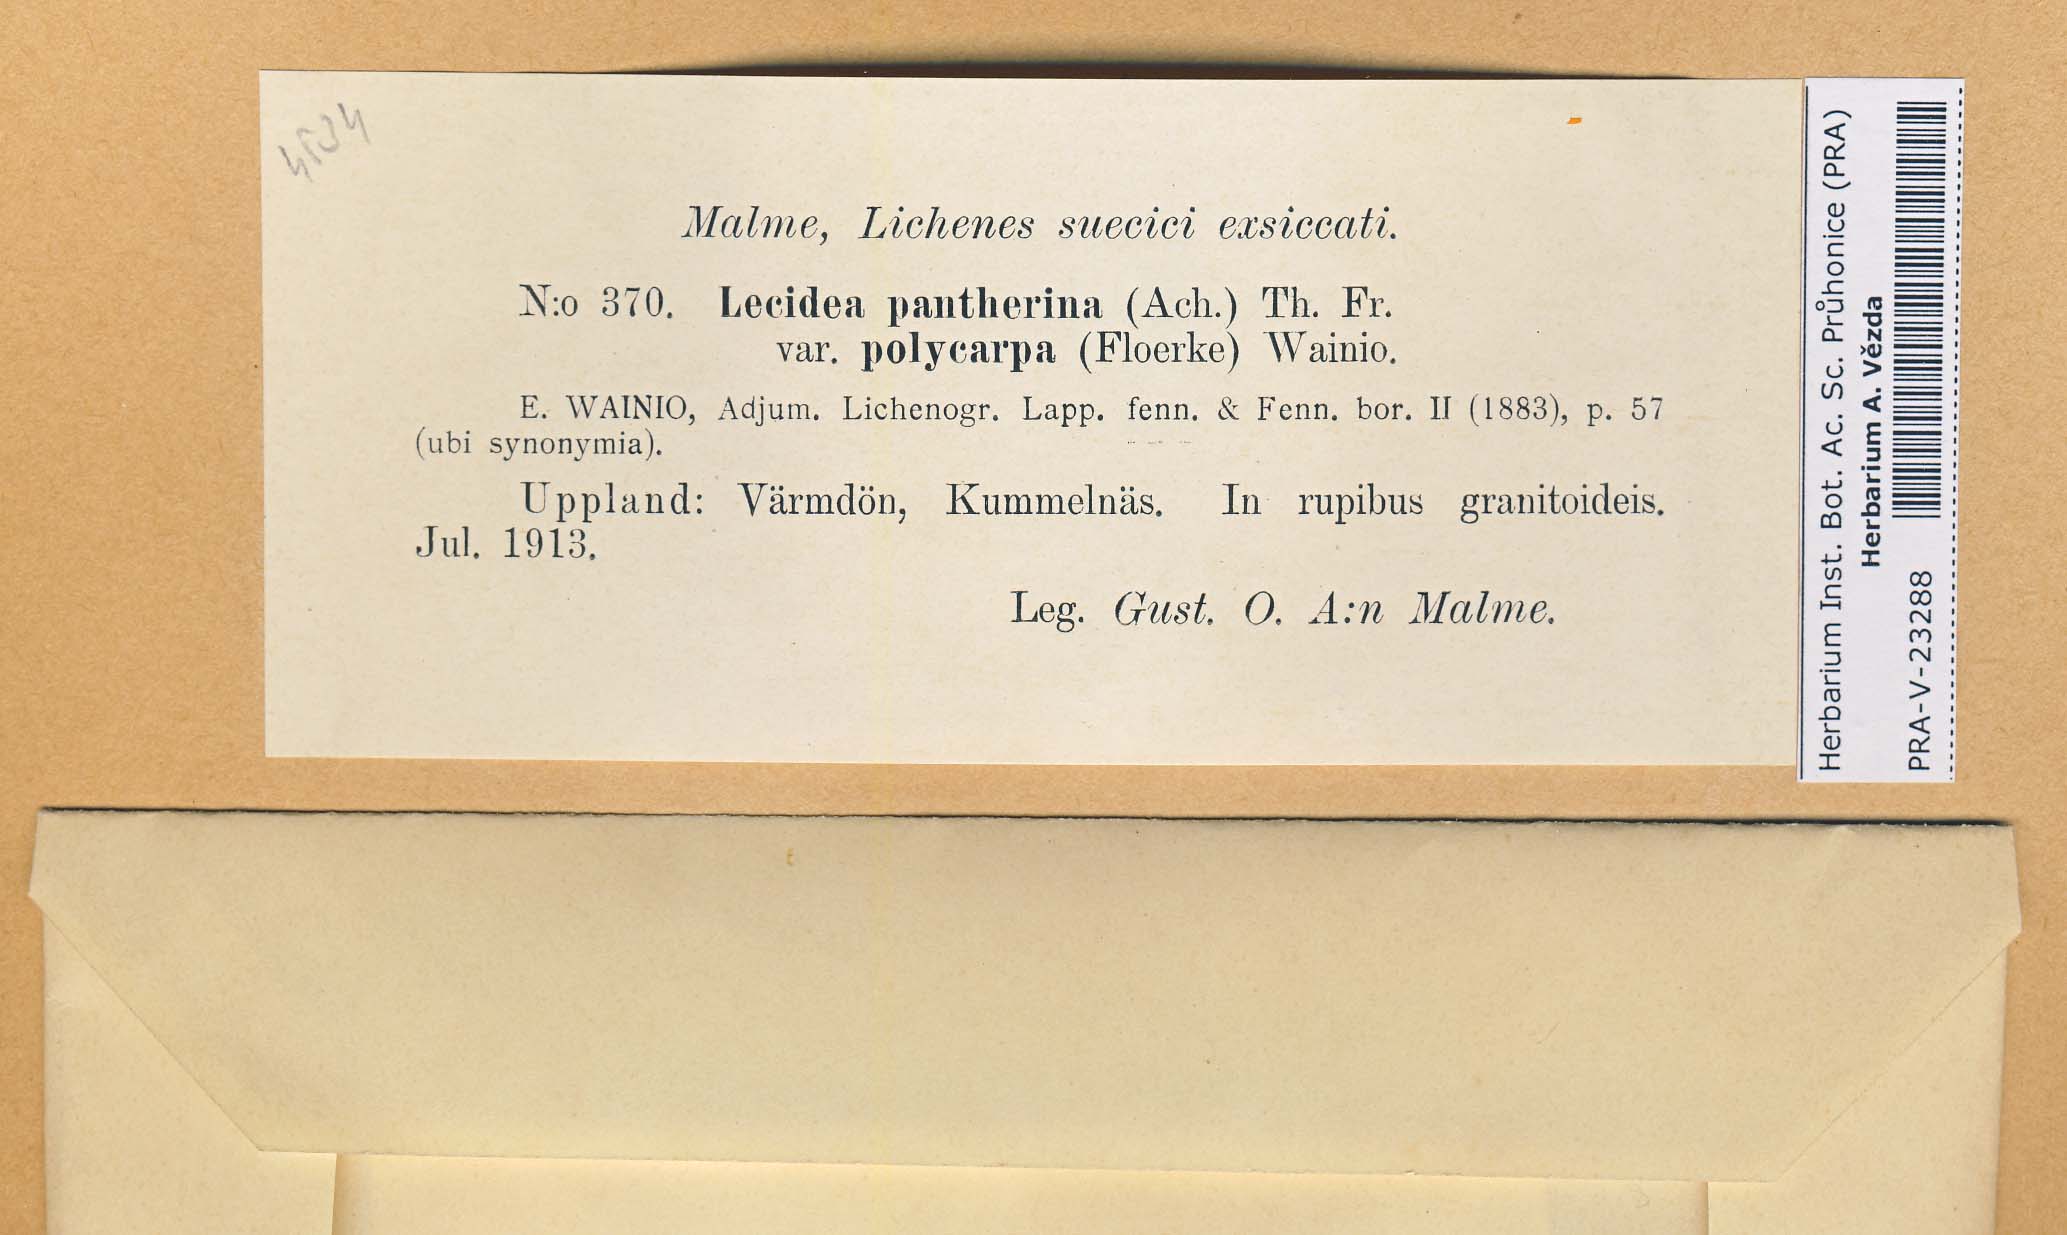 4534
Malme, Lichenes suecici exsiccati.
N:o 370. Lecidea pantherina (Ach.) Th. Fr.
var. polycarpa (Floerke) Wainio.
E. WAINIO, Adjum. Lichenogr. Lapp. fenn. & Fenn. bor. II (1883), p. 57
(ubi synonymia).
Uppland: Värmdön, Kummelnäs. In rupibus granitoideis.
Jul. 1913.
Leg. Gust. O. A:n Malme.
Herbarium Inst. Bot. Ac. Sc. Průhonice (PRA)
Herbarium A. Vězda
PRA-V-23288